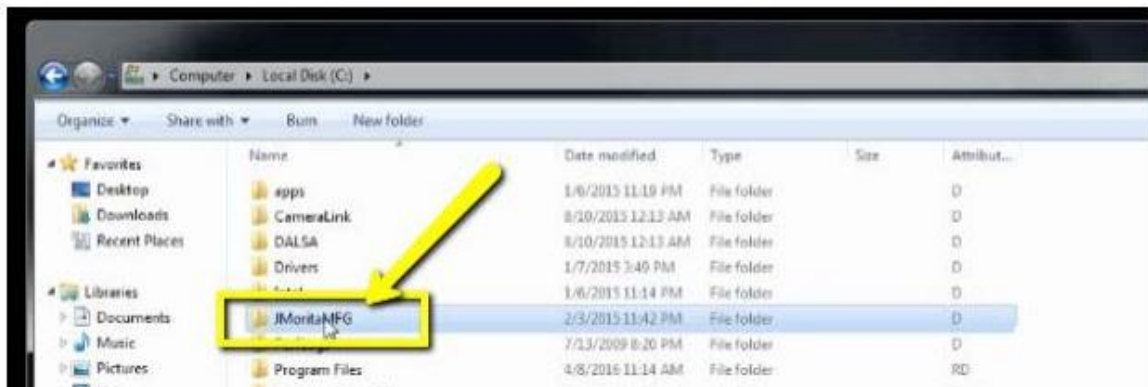 Computer ▸ Local Disk (C:) ▸
Organize Share with Burn New folder
Name Date modified Type Size Attribut...
Favorites
Desktop
Downloads
Recent Places
Libraries
Documents
Music
Pictures
apps 1/6/2015 11:19 PM File folder D
CameraLink 8/10/2015 12:13 AM File folder D
DALSA 8/10/2015 12:13 AM File folder D
Drivers 1/7/2015 3:49 PM File folder D
1/6/2015 11:14 PM File folder D
JMoritaMFG 2/3/2015 11:42 PM File folder D
7/13/2009 8:20 PM File folder D
Program Files 4/8/2016 11:14 AM File folder RD